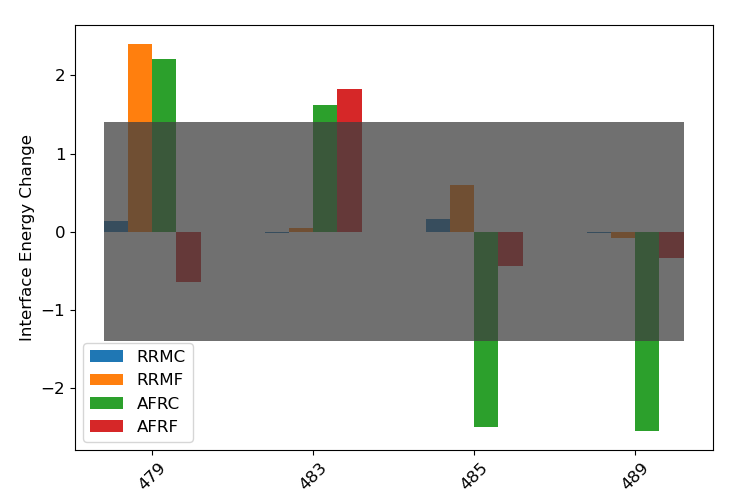 Interface Energy Change
2
1
0
−1
−2
RRMC
RRMF
AFRC
AFRF
479
483
485
489